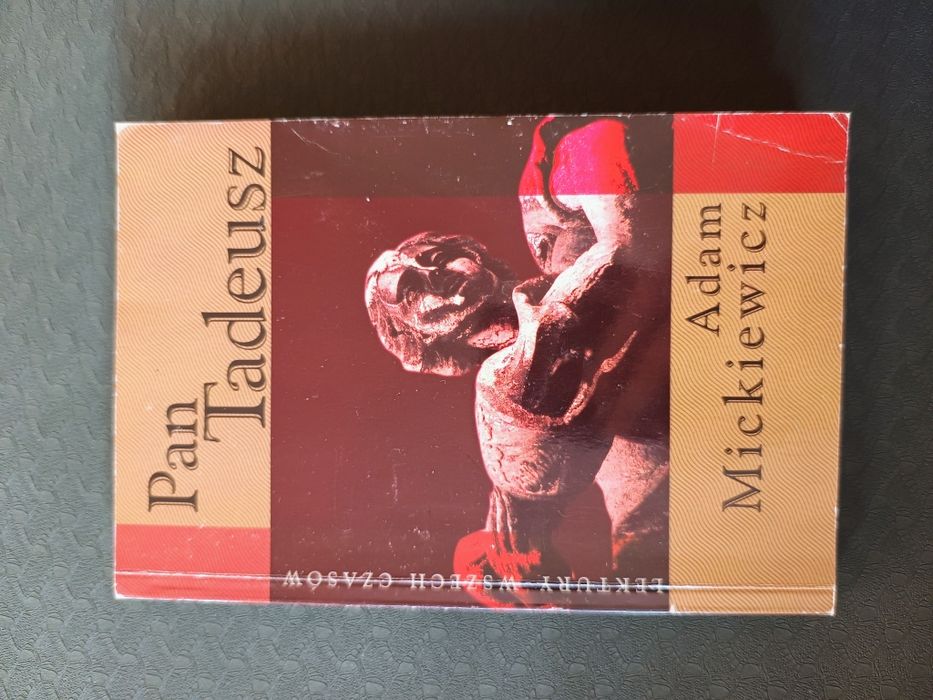 Pan
Tadeusz
LEKTURY WSZECH CZASÓW
Adam
Mickiewicz